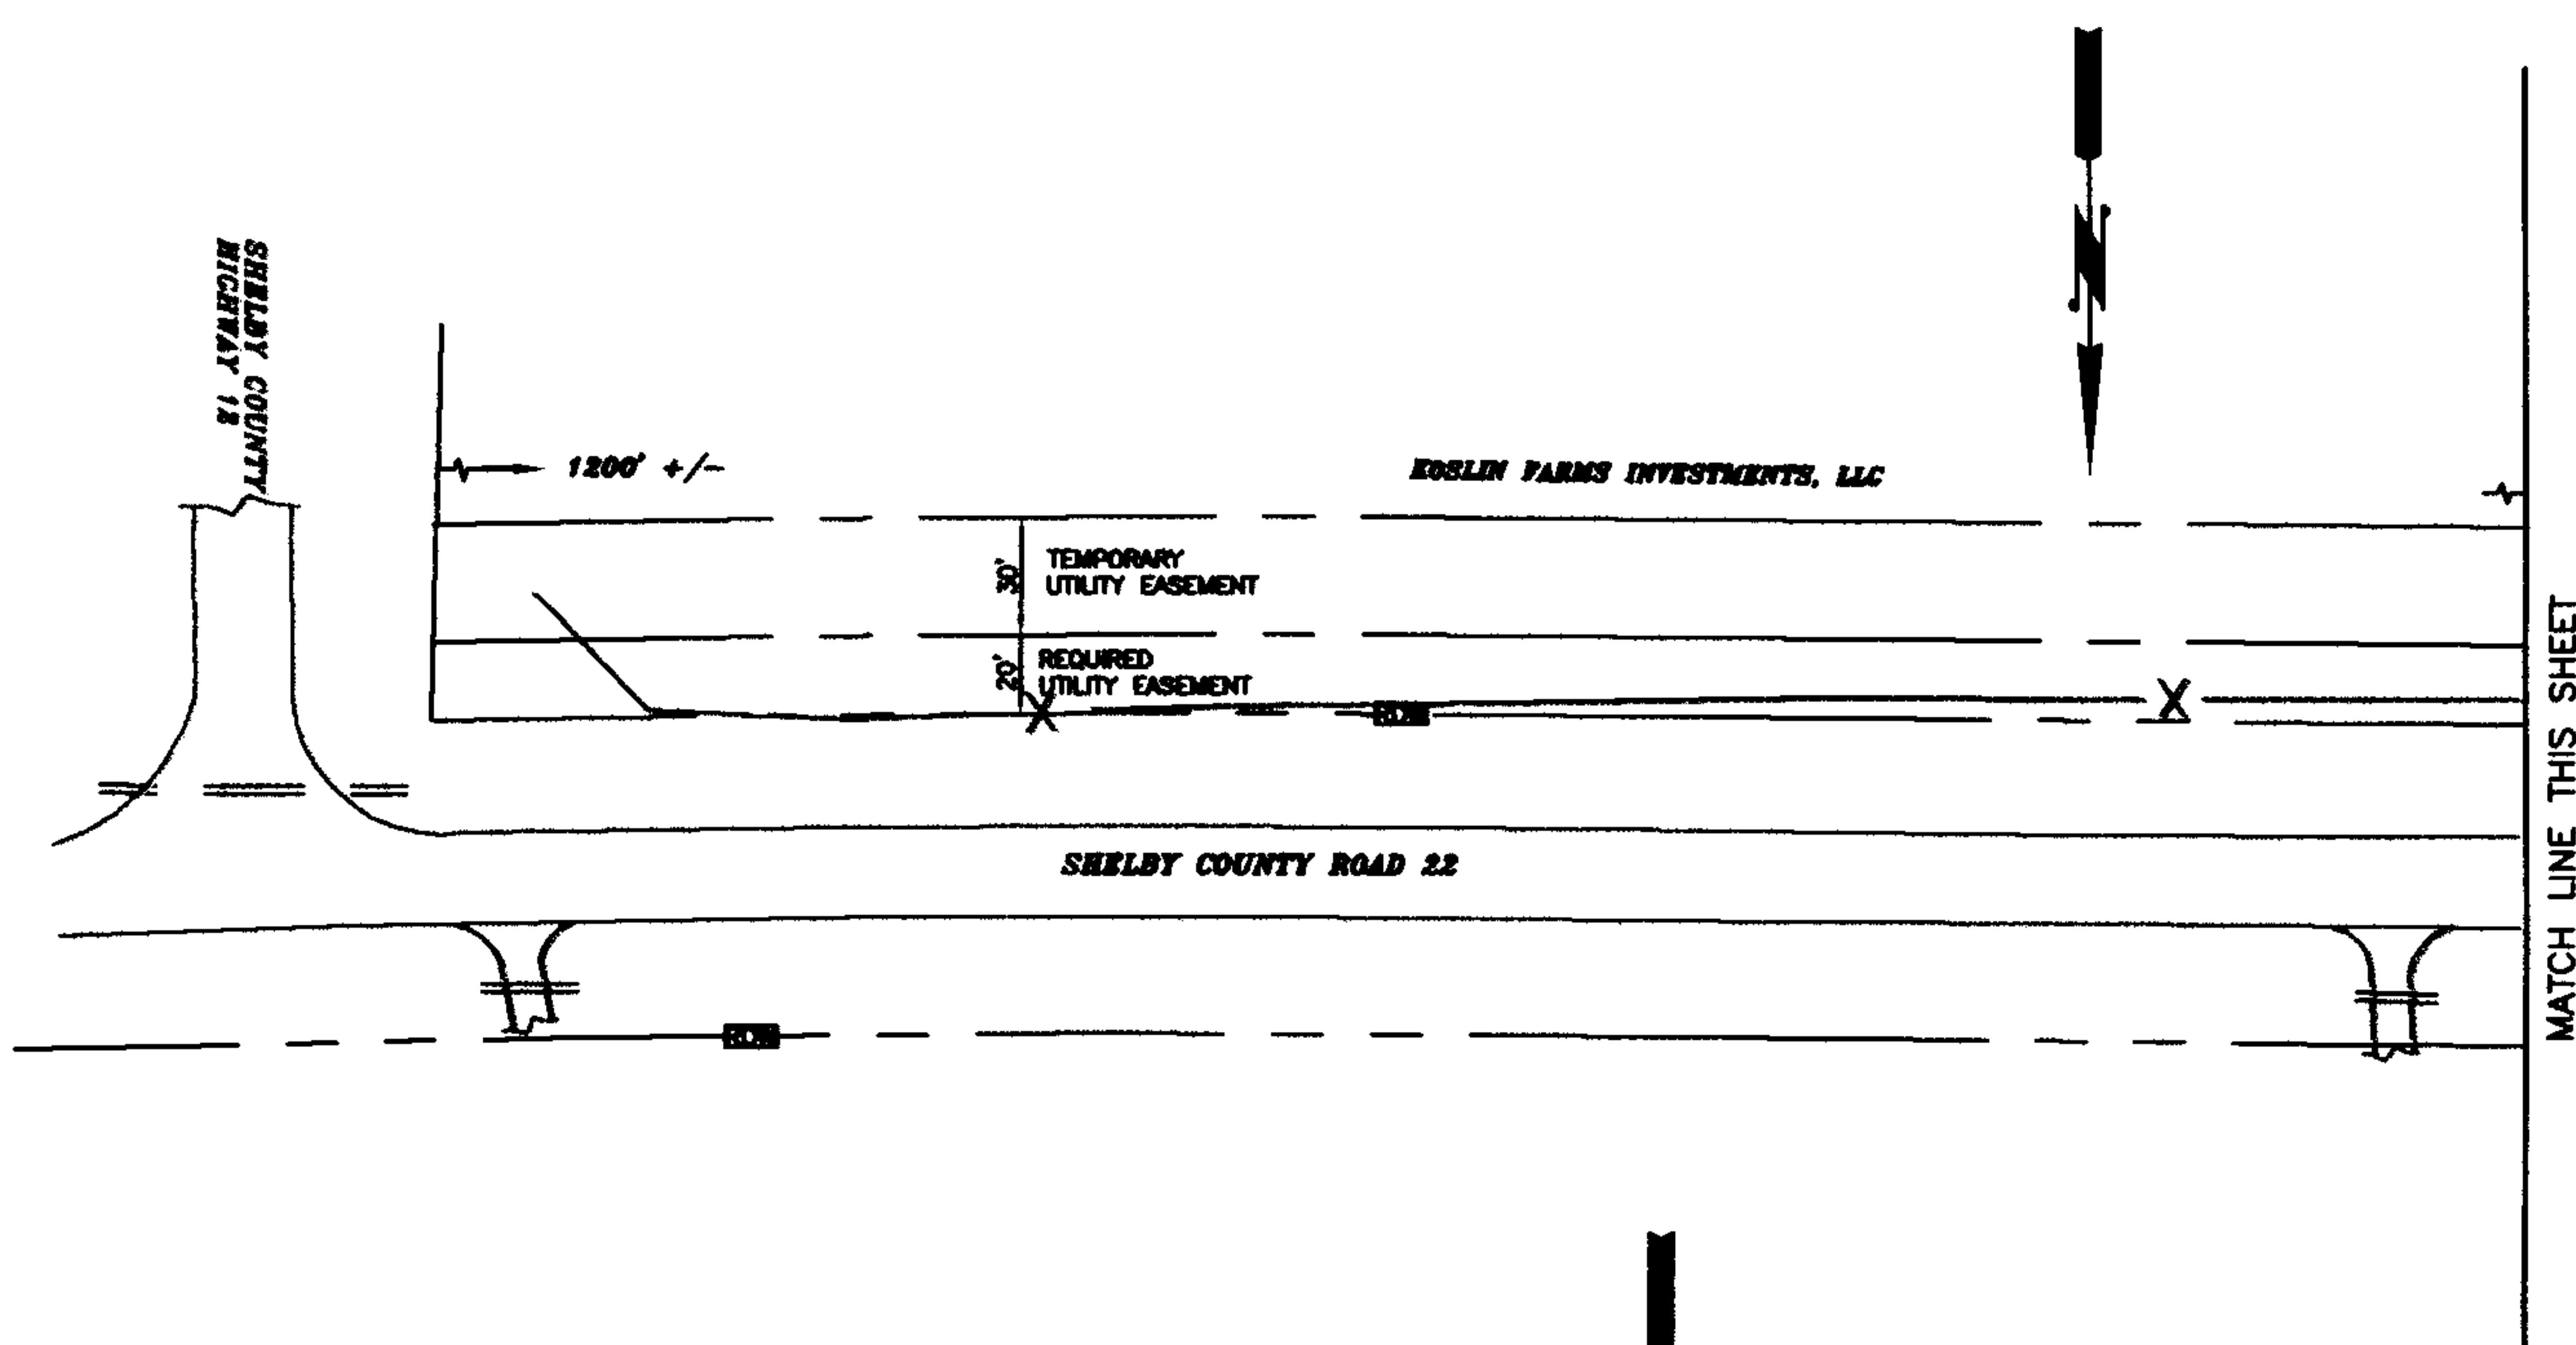 SHELBY COUNTY
HIGHWAY 12
N
1200' +/-
KOSLIN FARMS INVESTMENTS, LLC
30'
TEMPORARY
UTILITY EASEMENT
20'
REQUIRED
UTILITY EASEMENT
X
X
ROW
SHELBY COUNTY ROAD 22
ROW
MATCH LINE THIS SHEET